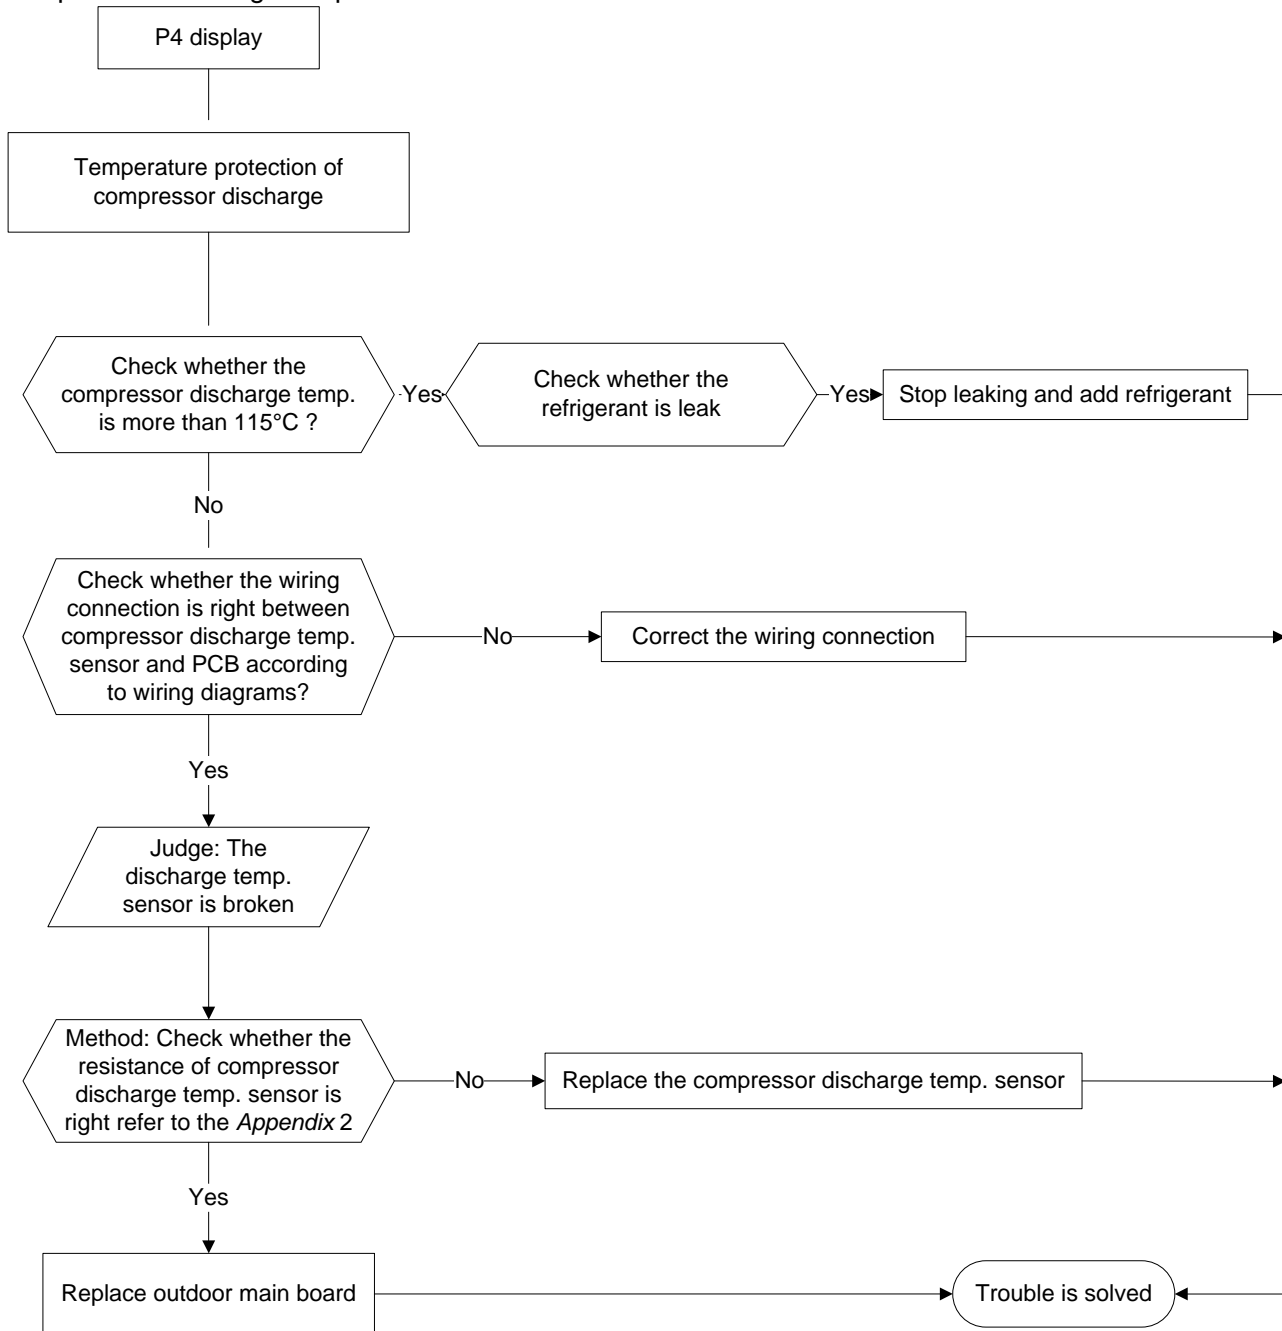 P4 display
Temperature protection of
compressor discharge
Check whether the
compressor discharge temp.
is more than 115°C ?
Yes
Check whether the
refrigerant is leak
Yes
Stop leaking and add refrigerant
No
Check whether the wiring
connection is right between
compressor discharge temp.
sensor and PCB according
to wiring diagrams?
No
Correct the wiring connection
Yes
Judge: The
discharge temp.
sensor is broken
Method: Check whether the
resistance of compressor
discharge temp. sensor is
right refer to the Appendix 2
No
Replace the compressor discharge temp. sensor
Yes
Replace outdoor main board
Trouble is solved